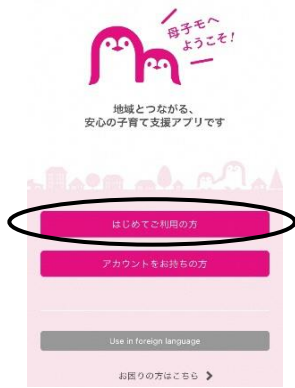 母子モへ
ようこそ!
地域とつながる、
安心の子育て支援アプリです
はじめてご利用の方
アカウントをお持ちの方
Use in foreign language
お困りの方はこちら